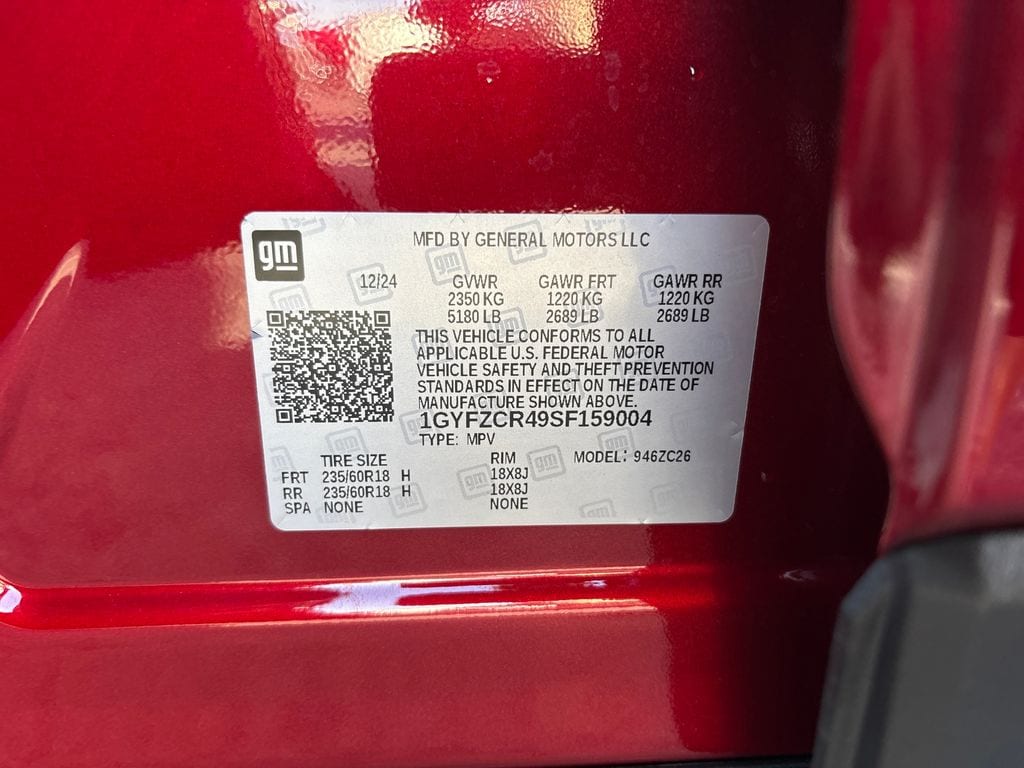 gm
MFD BY GENERAL MOTORS LLC
12/24 GVWR GAWR FRT GAWR RR
2350 KG 1220 KG 1220 KG
5180 LB 2689 LB 2689 LB
THIS VEHICLE CONFORMS TO ALL
APPLICABLE U.S. FEDERAL MOTOR
VEHICLE SAFETY AND THEFT PREVENTION
STANDARDS IN EFFECT ON THE DATE OF
MANUFACTURE SHOWN ABOVE.
1GYFZCR49SF159004
TYPE: MPV
TIRE SIZE RIM MODEL: 946ZC26
FRT 235/60R18 H 18X8J
RR 235/60R18 H 18X8J
SPA NONE NONE